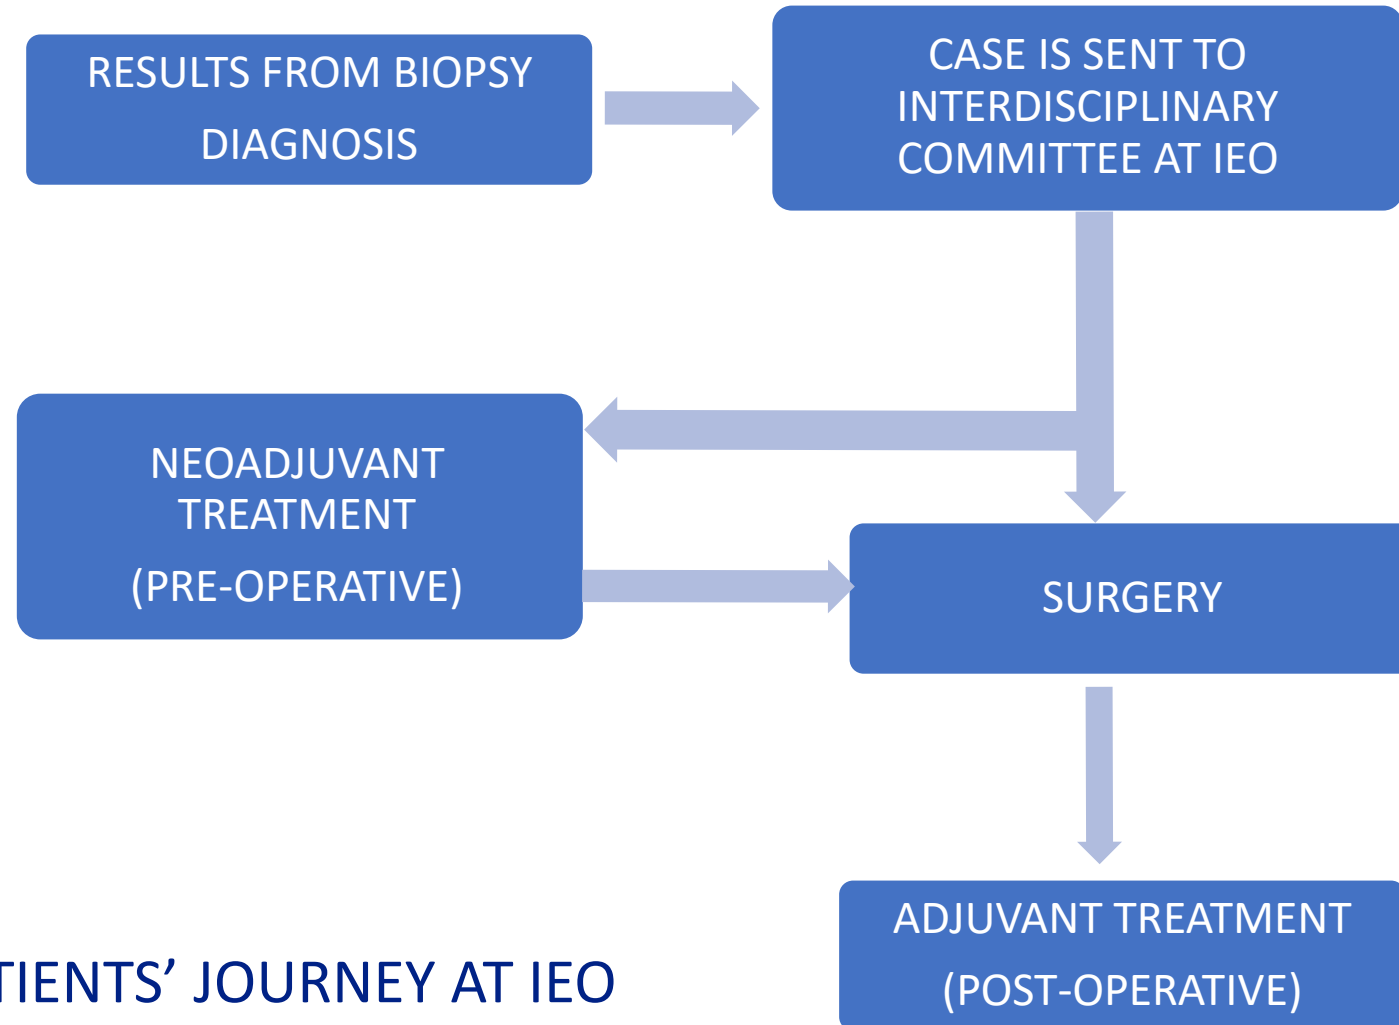 RESULTS FROM BIOPSY
DIAGNOSIS
CASE IS SENT TO
INTERDISCIPLINARY
COMMITTEE AT IEO
NEOADJUVANT
TREATMENT
(PRE-OPERATIVE)
SURGERY
ADJUVANT TREATMENT
(POST-OPERATIVE)
TIENTS’ JOURNEY AT IEO